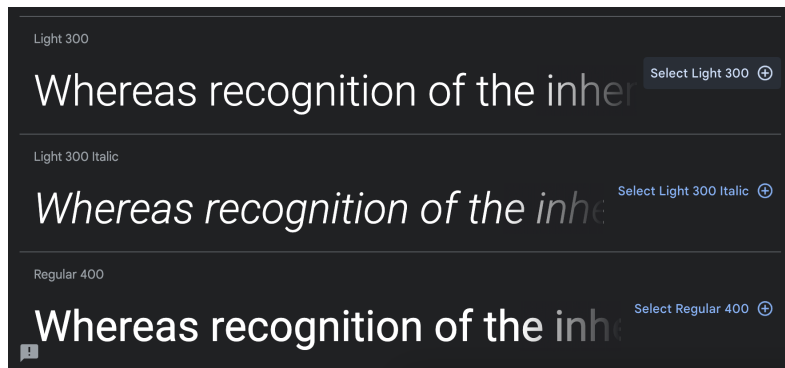 Light 300
Whereas recognition of the inher
Select Light 300
Light 300 Italic
Whereas recognition of the inhe
Select Light 300 Italic
Regular 400
Whereas recognition of the inhe
Select Regular 400